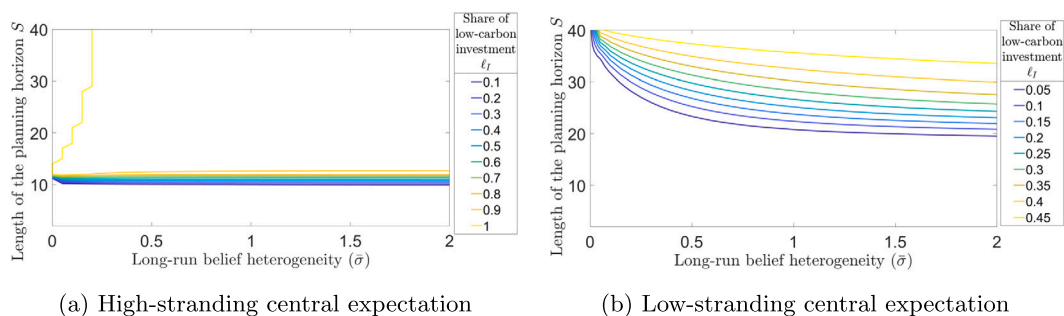 Length of the planning horizon S
40
30
20
10
0
0.5
1
1.5
2
Long-run belief heterogeneity (σ̄)
Share of
low-carbon
investment
ℓ_I
0.1
0.2
0.3
0.4
0.5
0.6
0.7
0.8
0.9
1
(a) High-stranding central expectation
Length of the planning horizon S
40
30
20
10
0
0.5
1
1.5
2
Long-run belief heterogeneity (σ̄)
Share of
low-carbon
investment
ℓ_I
0.05
0.1
0.15
0.2
0.25
0.3
0.35
0.4
0.45
(b) Low-stranding central expectation